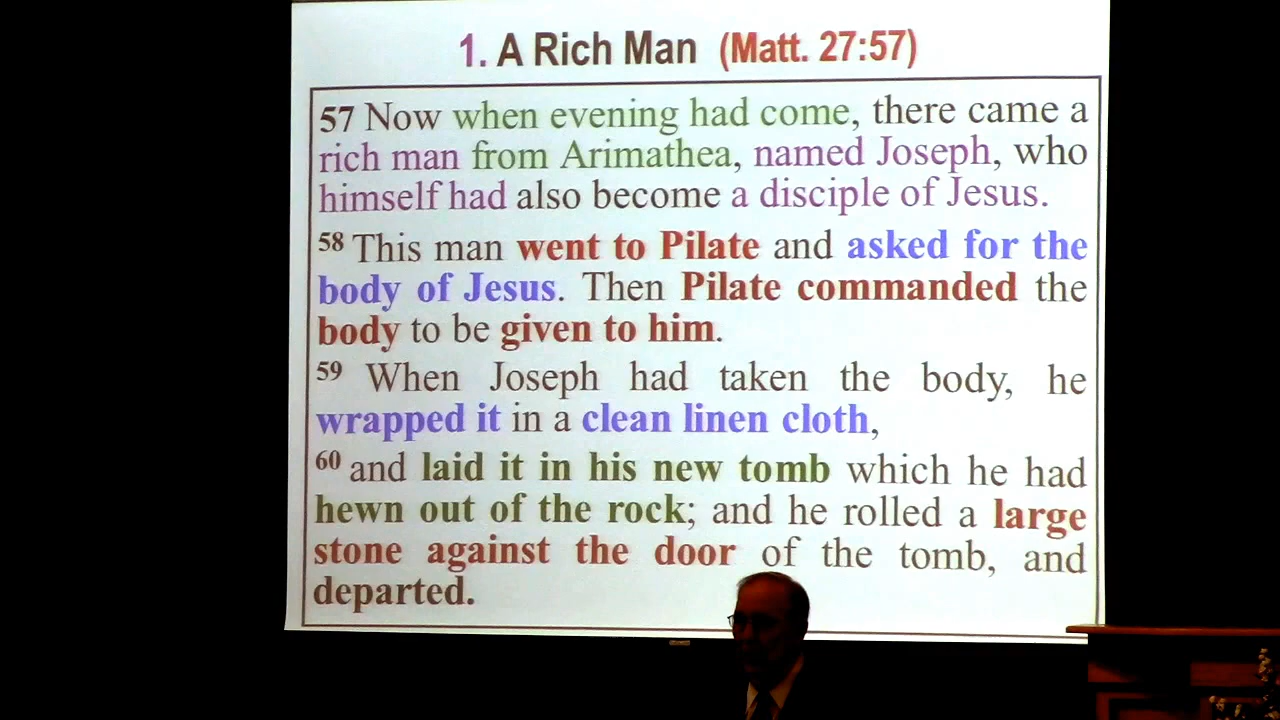 1. A Rich Man (Matt. 27:57)
57 Now when evening had come, there came a
rich man from Arimathea, named Joseph, who
himself had also become a disciple of Jesus.
58 This man went to Pilate and asked for the
body of Jesus. Then Pilate commanded the
body to be given to him.
59 When Joseph had taken the body, he
wrapped it in a clean linen cloth,
60 and laid it in his new tomb which he had
hewn out of the rock; and he rolled a large
stone against the door of the tomb, and
departed.